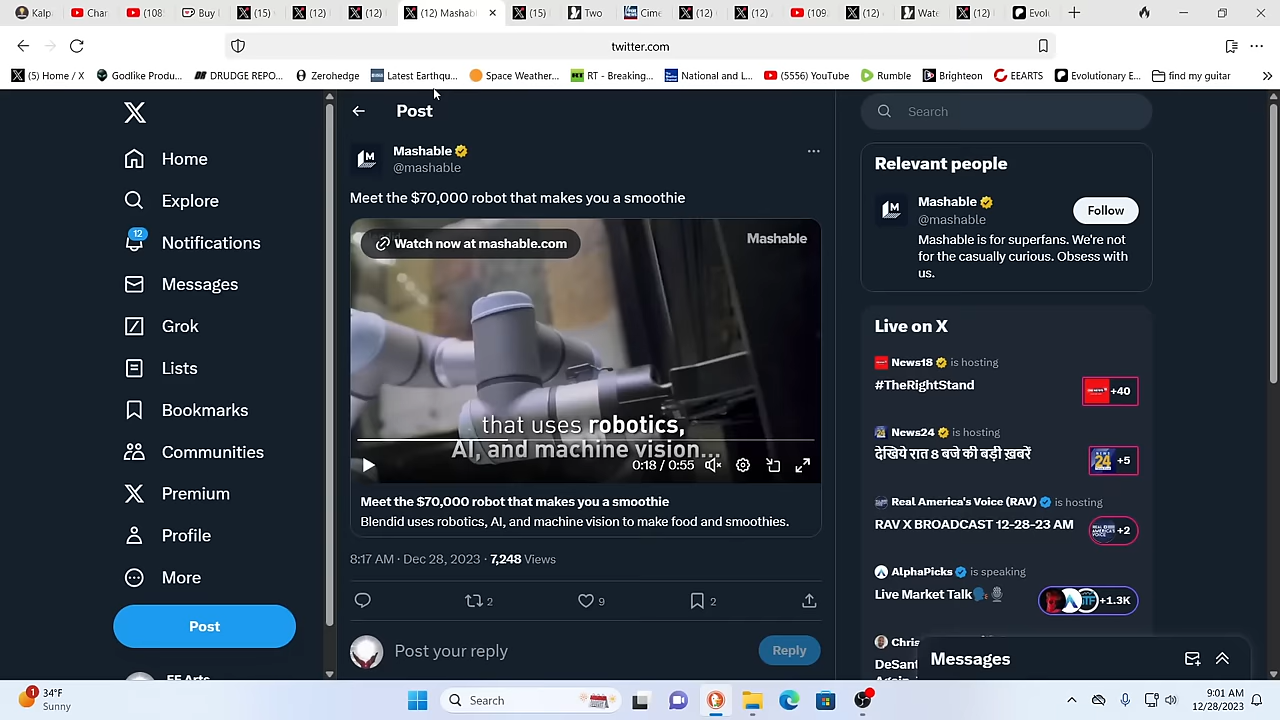 Kalp
Char
(108
Buy l
(15)
(12)
(12)
(12) Mashab
(15)
Two
Cime
(12)
(12)
(109
(12)
Wate
(12)
Evoli
twitter.com
(5) Home / X
Godlike Produ...
DRUDGE REPO...
Zerohedge
Latest Earthqu...
Space Weather...
RT - Breaking...
National and L...
(5556) YouTube
Rumble
Brighteon
EEARTS
Evolutionary E...
find my guitar
Home
Explore
12
Notifications
Messages
Grok
Lists
Bookmarks
Communities
Premium
Profile
More
Post
EE Arts
Post
Mashable
@mashable
Meet the $70,000 robot that makes you a smoothie
Watch now at mashable.com
Mashable
that uses robotics,
AI, and machine vision...
0:18 / 0:55
Meet the $70,000 robot that makes you a smoothie
Blendid uses robotics, AI, and machine vision to make food and smoothies.
8:17 AM · Dec 28, 2023 · 7,248 Views
2
9
2
Post your reply
Reply
Search
Relevant people
Mashable
@mashable
Follow
Mashable is for superfans. We're not
for the casually curious. Obsess with
us.
Live on X
News18 is hosting
#TheRightStand
+40
News24 is hosting
देखिये रात 8 बजे की बड़ी ख़बरें
+5
Real America's Voice (RAV) is hosting
RAV X BROADCAST 12-28-23 AM
+2
AlphaPicks is speaking
Live Market Talk
+1.3K
Chris
DeSant
Messages
1
34°F
Sunny
Search
9:01 AM
12/28/2023